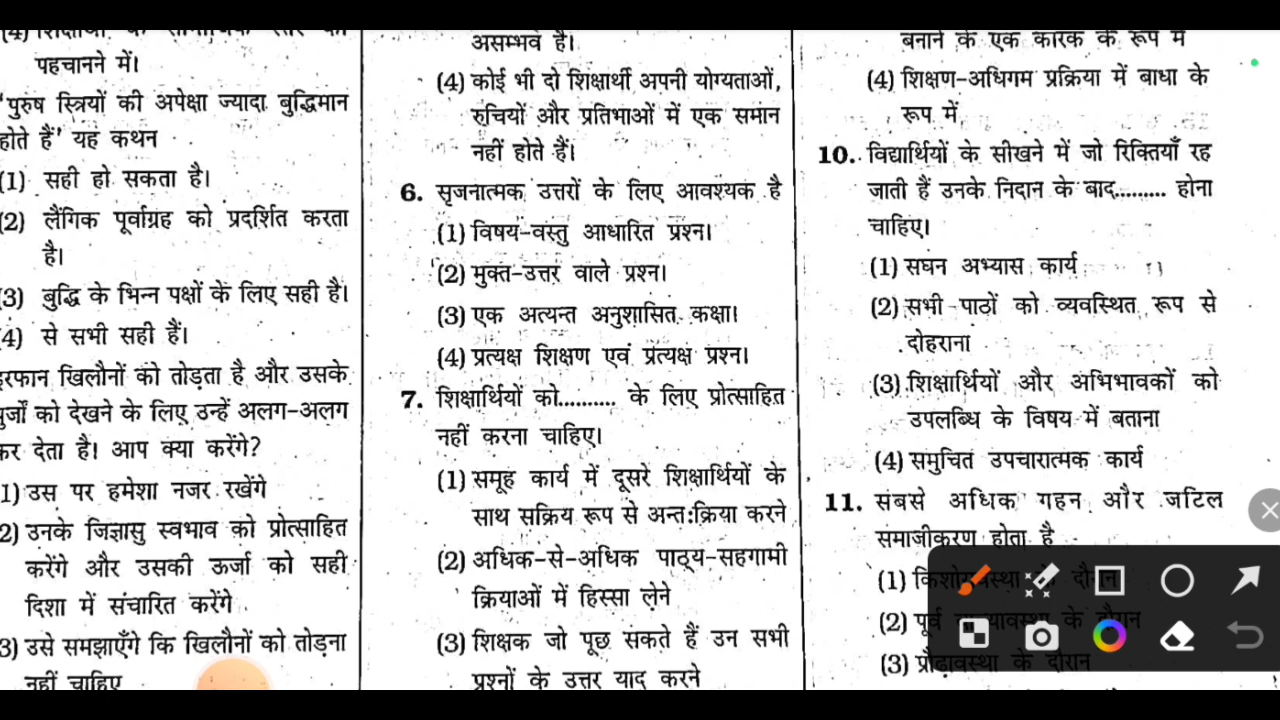 पहचानने में।
'पुरुष स्त्रियों की अपेक्षा ज्यादा बुद्धिमान
होते हैं' यह कथन
(1) सही हो सकता है।
(2) लैंगिक पूर्वाग्रह को प्रदर्शित करता
है।
(3) बुद्धि के भिन्न पक्षों के लिए सही है।
4) से सभी सही हैं।
इरफान खिलौनों को तोड़ता है और उसके
पुर्जों को देखने के लिए उन्हें अलग-अलग
कर देता है। आप क्या करेंगे?
1) उस पर हमेशा नजर रखेंगे
2) उनके जिज्ञासु स्वभाव को प्रोत्साहित
करेंगे और उसकी ऊर्जा को सही
दिशा में संचारित करेंगे
3) उसे समझाएँगे कि खिलौनों को तोड़ना
नहीं चाहिए
असम्भव है।
(4) कोई भी दो शिक्षार्थी अपनी योग्यताओं,
रुचियों और प्रतिभाओं में एक समान
नहीं होते हैं।
6. सृजनात्मक उत्तरों के लिए आवश्यक है
(1) विषय-वस्तु आधारित प्रश्न।
(2) मुक्त-उत्तर वाले प्रश्न।
(3) एक अत्यन्त अनुशासित कक्षा।
(4) प्रत्यक्ष शिक्षण एवं प्रत्यक्ष प्रश्न।
7. शिक्षार्थियों को.......... के लिए प्रोत्साहित
नहीं करना चाहिए।
(1) समूह कार्य में दूसरे शिक्षार्थियों के
साथ सक्रिय रूप से अन्तःक्रिया करने
(2) अधिक-से-अधिक पाठ्य-सहगामी
क्रियाओं में हिस्सा लेने
(3) शिक्षक जो पूछ सकते हैं उन सभी
प्रश्नों के उत्तर याद करने
बनाने के एक कारक के रूप में
(4) शिक्षण-अधिगम प्रक्रिया में बाधा के
रूप में
10. विद्यार्थियों के सीखने में जो रिक्तियाँ रह
जाती हैं उनके निदान के बाद......... होना
चाहिए।
(1) सघन अभ्यास कार्य
(2) सभी पाठों को व्यवस्थित रूप से
दोहराना
(3) शिक्षार्थियों और अभिभावकों को
उपलब्धि के विषय में बताना
(4) समुचित उपचारात्मक कार्य
11. सबसे अधिक गहन और जटिल
समाजीकरण होता है
(1) किशोरावस्था के दौरान
(2) पूर्व बाल्यावस्था के दौरान
(3) प्रौढ़ावस्था के दौरान